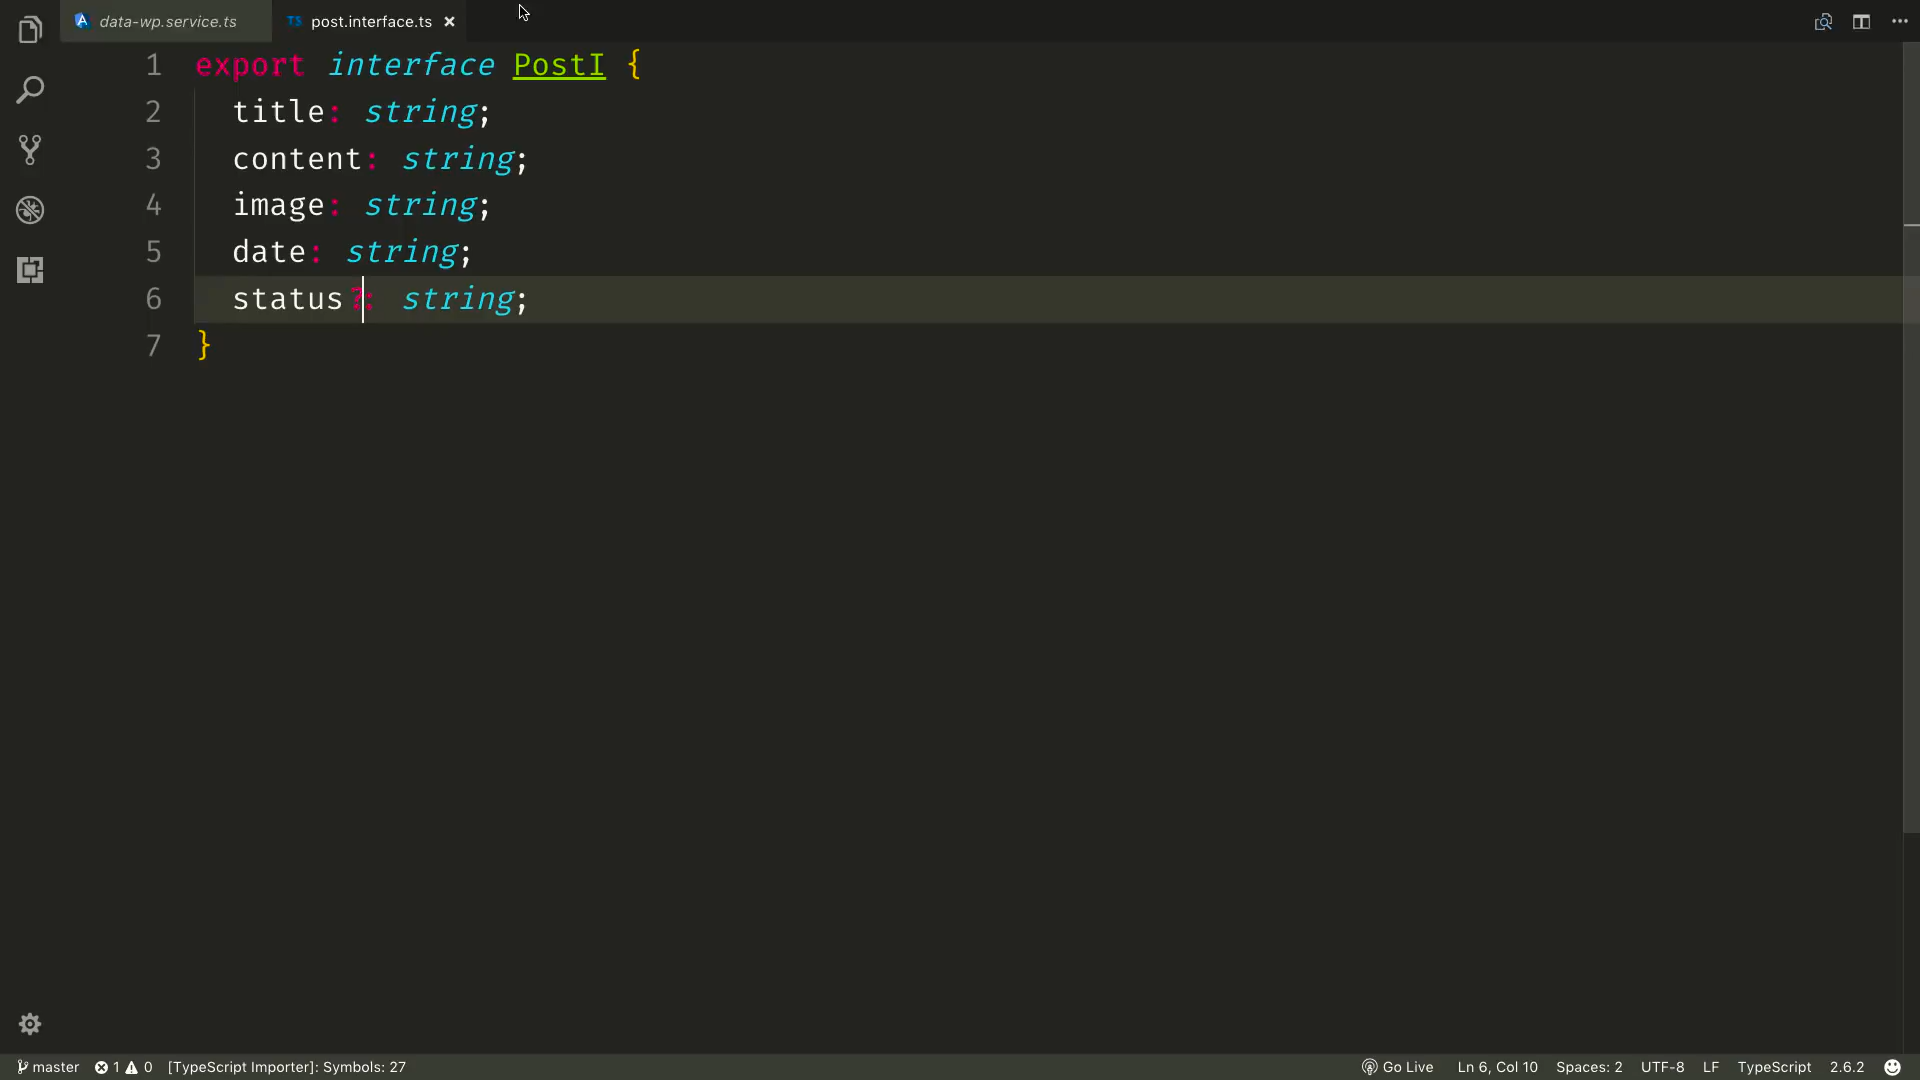 data-wp.service.ts
TS post.interface.ts
1 export interface PostI {
2 title: string;
3 content: string;
4 image: string;
5 date: string;
6 status?: string;
7 }
master 1 0 [TypeScript Importer]: Symbols: 27 Go Live Ln 6, Col 10 Spaces: 2 UTF-8 LF TypeScript 2.6.2